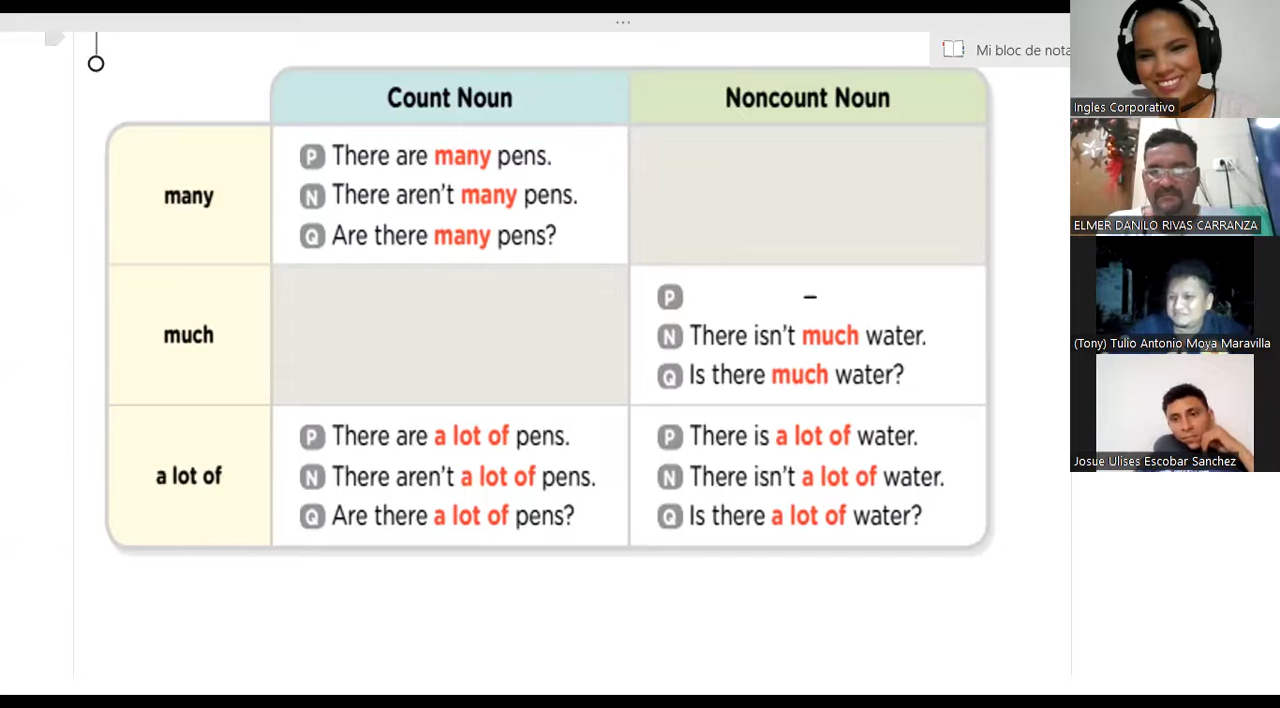 ...
Mi bloc de nota
Count Noun
Noncount Noun
many
P There are many pens.
N There aren't many pens.
Q Are there many pens?
much
P –
N There isn't much water.
Q Is there much water?
a lot of
P There are a lot of pens.
N There aren't a lot of pens.
Q Are there a lot of pens?
P There is a lot of water.
N There isn't a lot of water.
Q Is there a lot of water?
Ingles Corporativo
ELMER DANILO RIVAS CARRANZA
(Tony) Tulio Antonio Moya Maravilla
Josue Ulises Escobar Sanchez